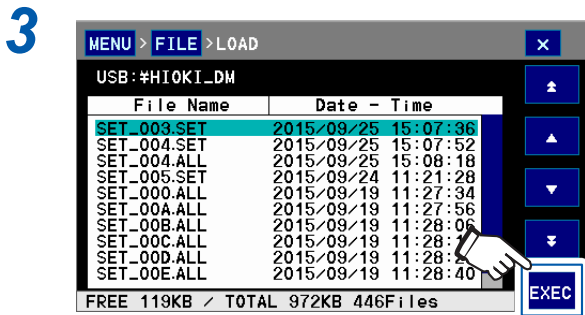 3
MENU > FILE >LOAD ×
USB:¥HIOKI_DM
File Name Date - Time
SET_003.SET 2015/09/25 15:07:36
SET_004.SET 2015/09/25 15:07:52
SET_004.ALL 2015/09/25 15:08:18
SET_005.SET 2015/09/24 11:21:28
SET_000.ALL 2015/09/19 11:27:34
SET_00A.ALL 2015/09/19 11:27:56
SET_00B.ALL 2015/09/19 11:28:06
SET_00C.ALL 2015/09/19
SET_00D.ALL 2015/09/19
SET_00E.ALL 2015/09/19 11:28:40
EXEC
FREE 119KB / TOTAL 972KB 446Files